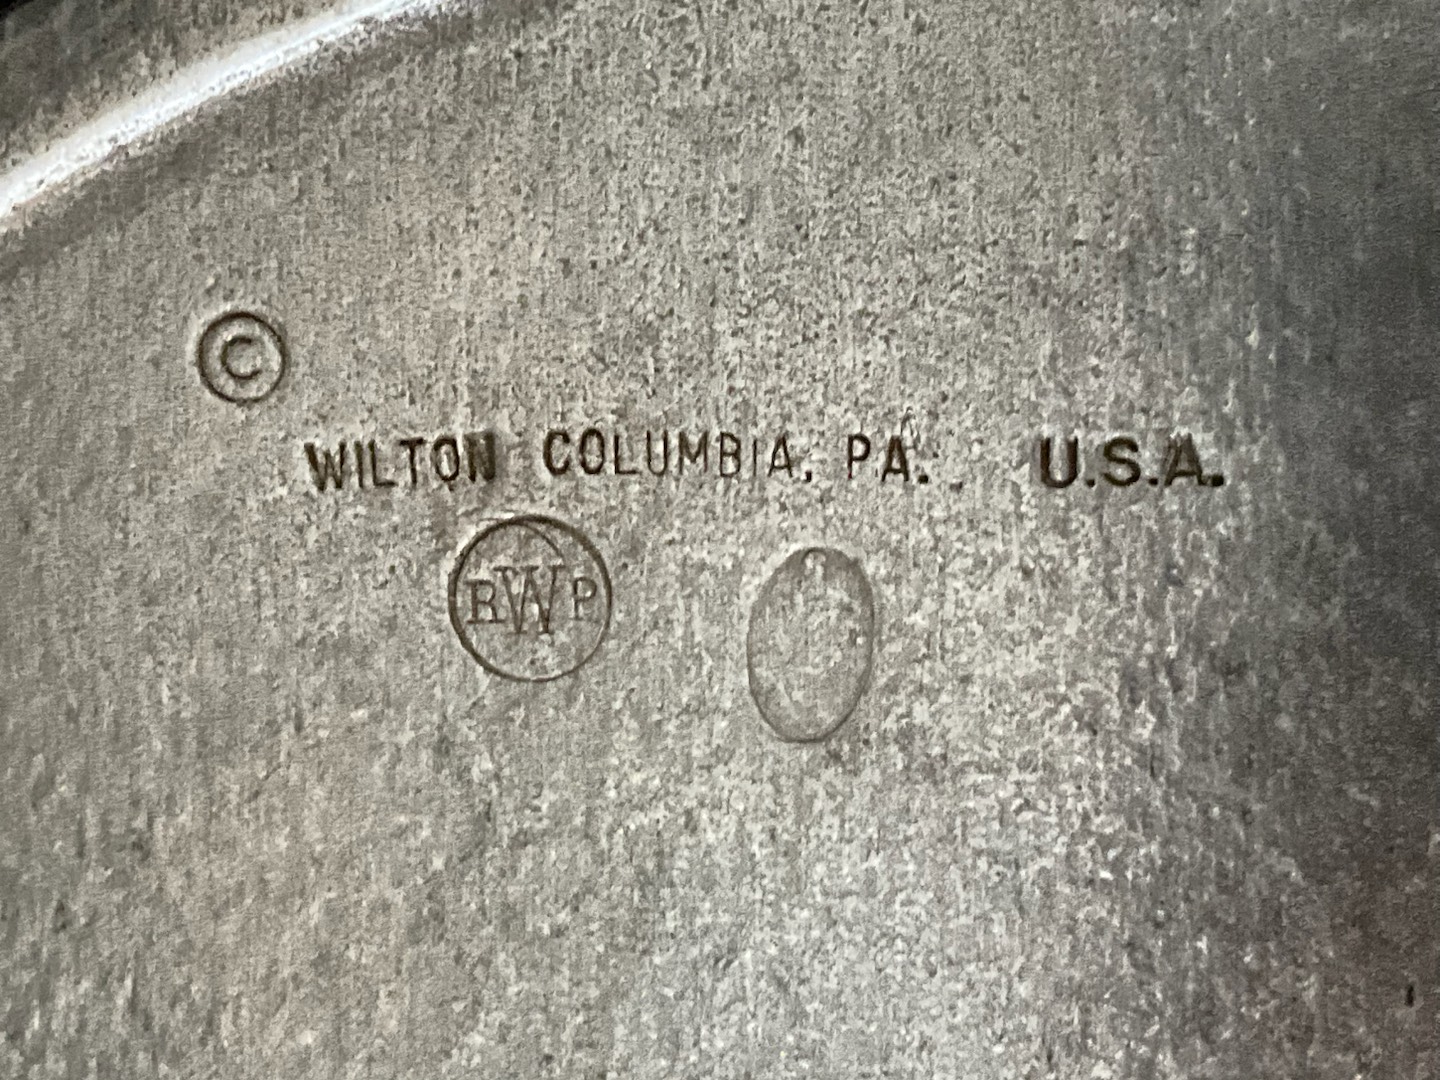 ©
WILTON COLUMBIA, PA. U.S.A.
RWP